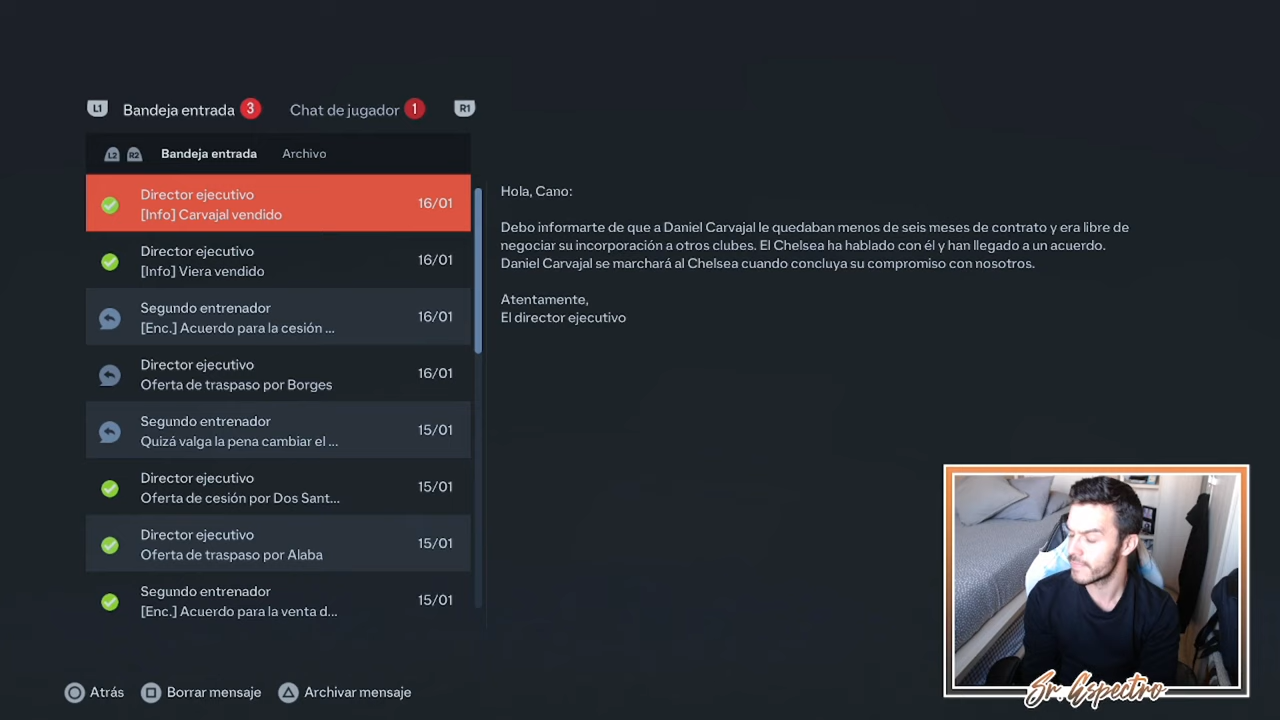 L1 Bandeja entrada 3 Chat de jugador 1 R1
L2 R2 Bandeja entrada Archivo
Director ejecutivo
[Info] Carvajal vendido
16/01
Director ejecutivo
[Info] Viera vendido
16/01
Segundo entrenador
[Enc.] Acuerdo para la cesión ...
16/01
Director ejecutivo
Oferta de traspaso por Borges
16/01
Segundo entrenador
Quizá valga la pena cambiar el ...
15/01
Director ejecutivo
Oferta de cesión por Dos Sant...
15/01
Director ejecutivo
Oferta de traspaso por Alaba
15/01
Segundo entrenador
[Enc.] Acuerdo para la venta d...
15/01
Hola, Cano:
Debo informarte de que a Daniel Carvajal le quedaban menos de seis meses de contrato y era libre de
negociar su incorporación a otros clubes. El Chelsea ha hablado con él y han llegado a un acuerdo.
Daniel Carvajal se marchará al Chelsea cuando concluya su compromiso con nosotros.
Atentamente,
El director ejecutivo
Atrás Borrar mensaje Archivar mensaje
Sr. Espectro